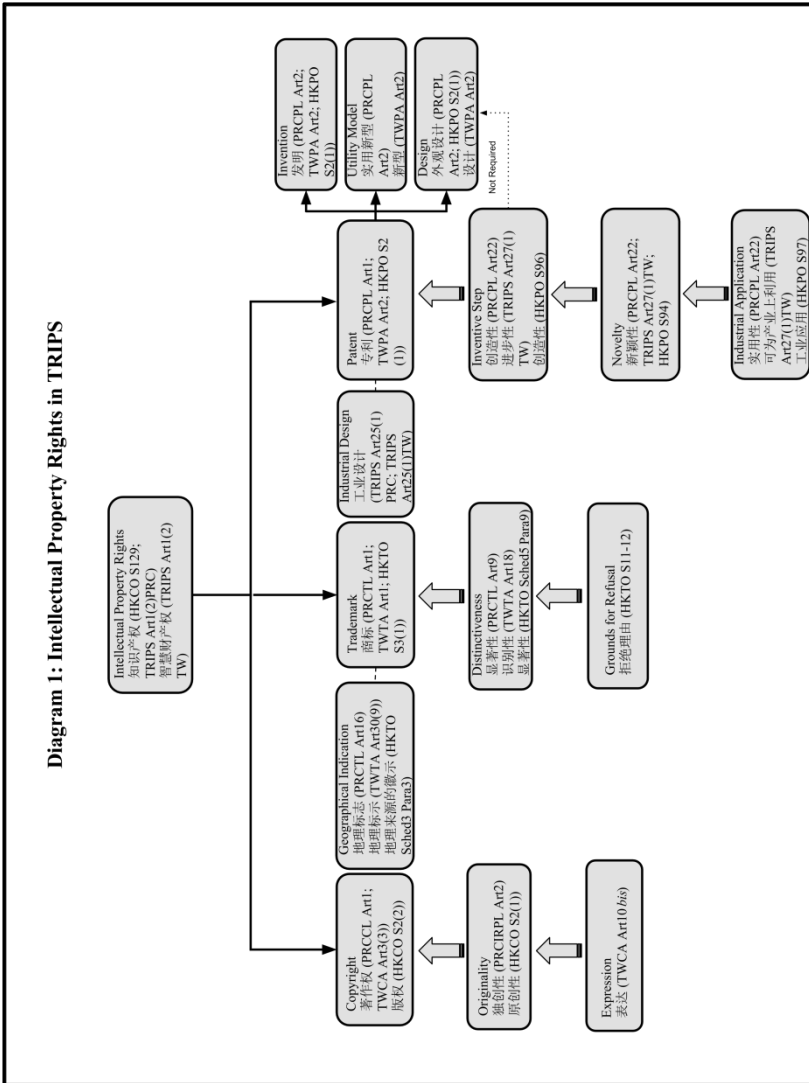 Diagram 1: Intellectual Property Rights in TRIPS
Intellectual Property Rights
知识产权 (HKCO S129;
TRIPS Art1(2)PRC)
智慧财产权 (TRIPS Art1(2)
TW)
Copyright
著作权 (PRCCL Art1;
TWCA Art3(3))
版权 (HKCO S2(2))
Geographical Indication
地理标志 (PRCTL Art16)
地理标示 (TWTA Art30(9))
地理来源的徽示 (HKTO
Sched3 Para3)
Trademark
商标 (PRCTL Art1;
TWTA Art1; HKTO
S3(1))
Industrial Design
工业设计
(TRIPS Art25(1)
PRC; TRIPS
Art25(1)TW)
Patent
专利 (PRCPL Art1;
TWPA Art2; HKPO S2
(1))
Invention
发明 (PRCPL Art2;
TWPA Art2; HKPO
S2(1))
Utility Model
实用新型 (PRCPL
Art2)
新型 (TWPA Art2)
Design
外观设计 (PRCPL
Art2; HKPO S2(1))
设计 (TWPA Art2)
Not Required
Originality
独创性 (PRCIRPL Art2)
原创性 (HKCO S2(1))
Distinctiveness
显著性 (PRCTL Art9)
识别性 (TWTA Art18)
显著性 (HKTO Sched5 Para9)
Inventive Step
创造性 (PRCPL Art22)
进步性 (TRIPS Art27(1)
TW)
创造性 (HKPO S96)
Expression
表达 (TWCA Art10 bis)
Grounds for Refusal
拒绝理由 (HKTO S11-12)
Novelty
新颖性 (PRCPL Art22;
TRIPS Art27(1)TW;
HKPO S94)
Industrial Application
实用性 (PRCPL Art22)
可为产业上利用 (TRIPS
Art27(1)TW)
工业应用 (HKPO S97)